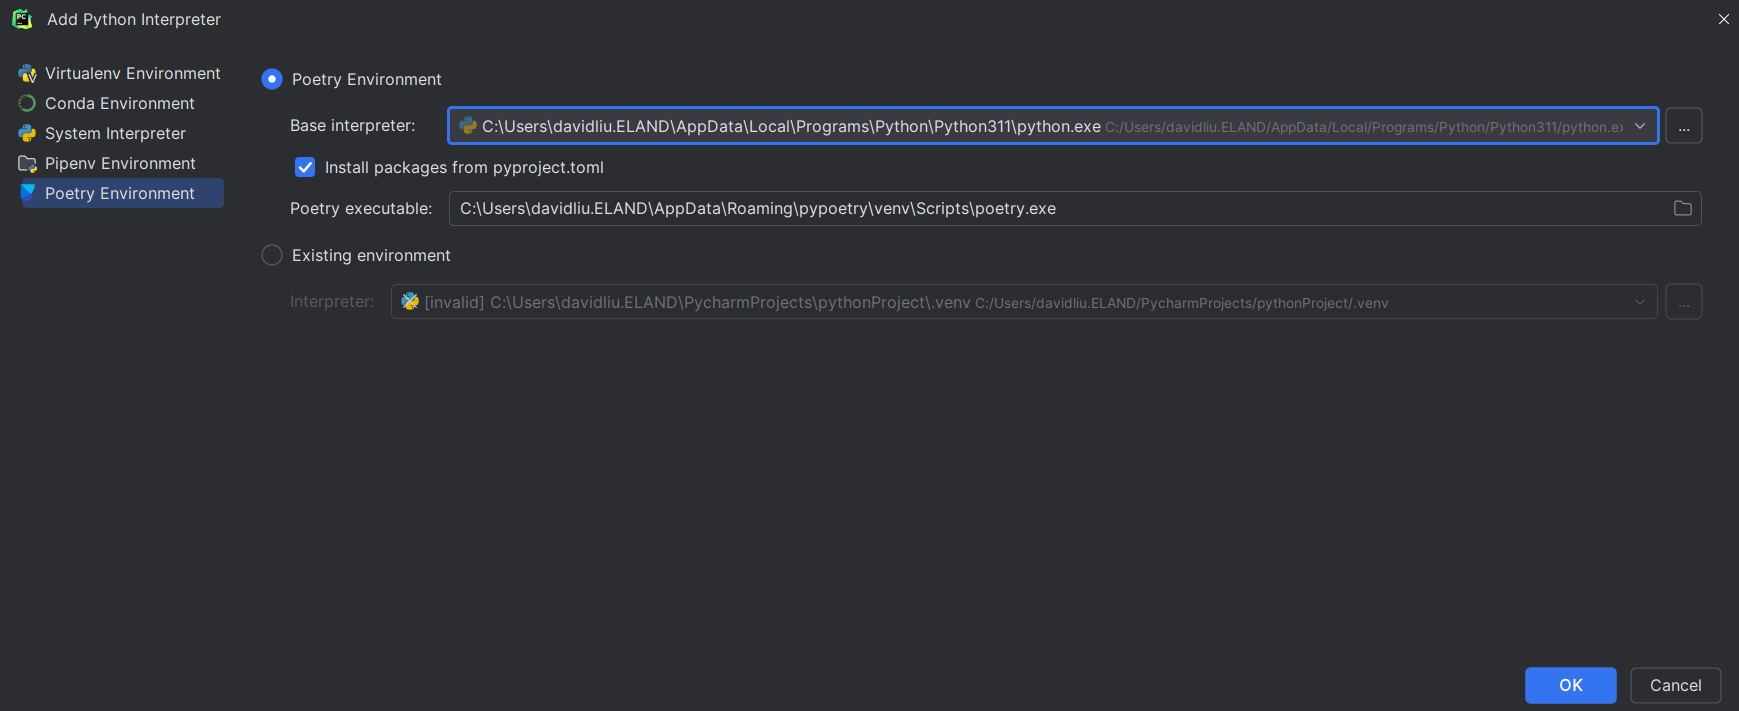 Add Python Interpreter
Virtualenv Environment
Conda Environment
System Interpreter
Pipenv Environment
Poetry Environment
Poetry Environment
Base interpreter: C:\Users\davidliu.ELAND\AppData\Local\Programs\Python\Python311\python.exe C:/Users/davidliu.ELAND/AppData/Local/Programs/Python/Python311/python.ex ...
Install packages from pyproject.toml
Poetry executable: C:\Users\davidliu.ELAND\AppData\Roaming\pypoetry\venv\Scripts\poetry.exe
Existing environment
Interpreter: [invalid] C:\Users\davidliu.ELAND\PycharmProjects\pythonProject\.venv C:/Users/davidliu.ELAND/PycharmProjects/pythonProject/.venv ...
OK Cancel